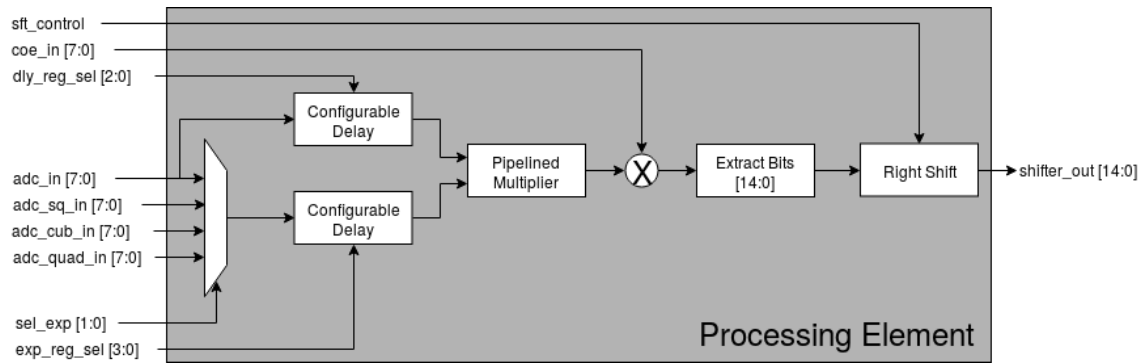 sft_control
coe_in [7:0]
dly_reg_sel [2:0]
Configurable
Delay
Pipelined
Multiplier
X
Extract Bits
[14:0]
Right Shift
shifter_out [14:0]
adc_in [7:0]
adc_sq_in [7:0]
adc_cub_in [7:0]
adc_quad_in [7:0]
Configurable
Delay
sel_exp [1:0]
exp_reg_sel [3:0]
Processing Element